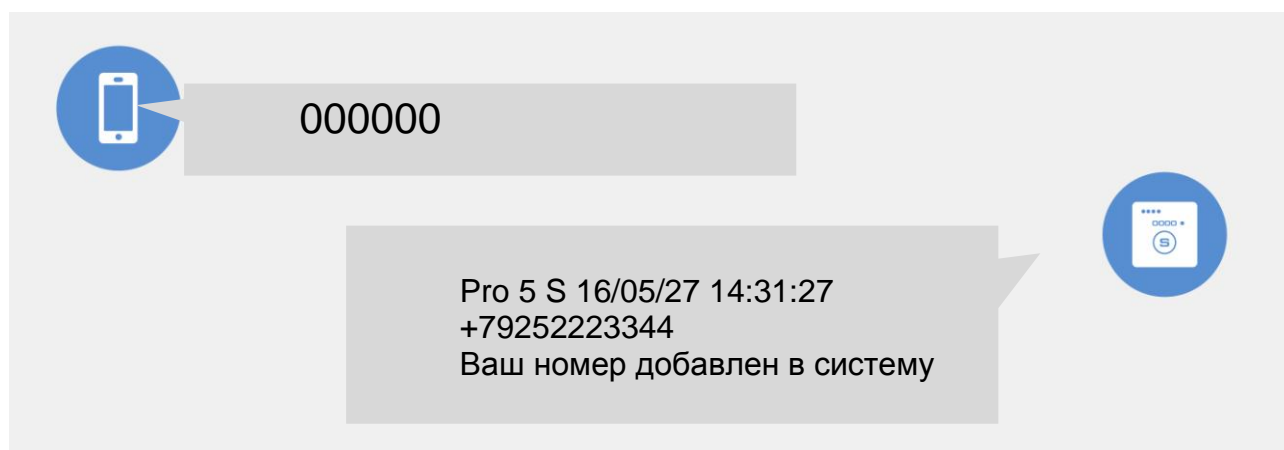 000000
Pro 5 S 16/05/27 14:31:27
+79252223344
Ваш номер добавлен в систему